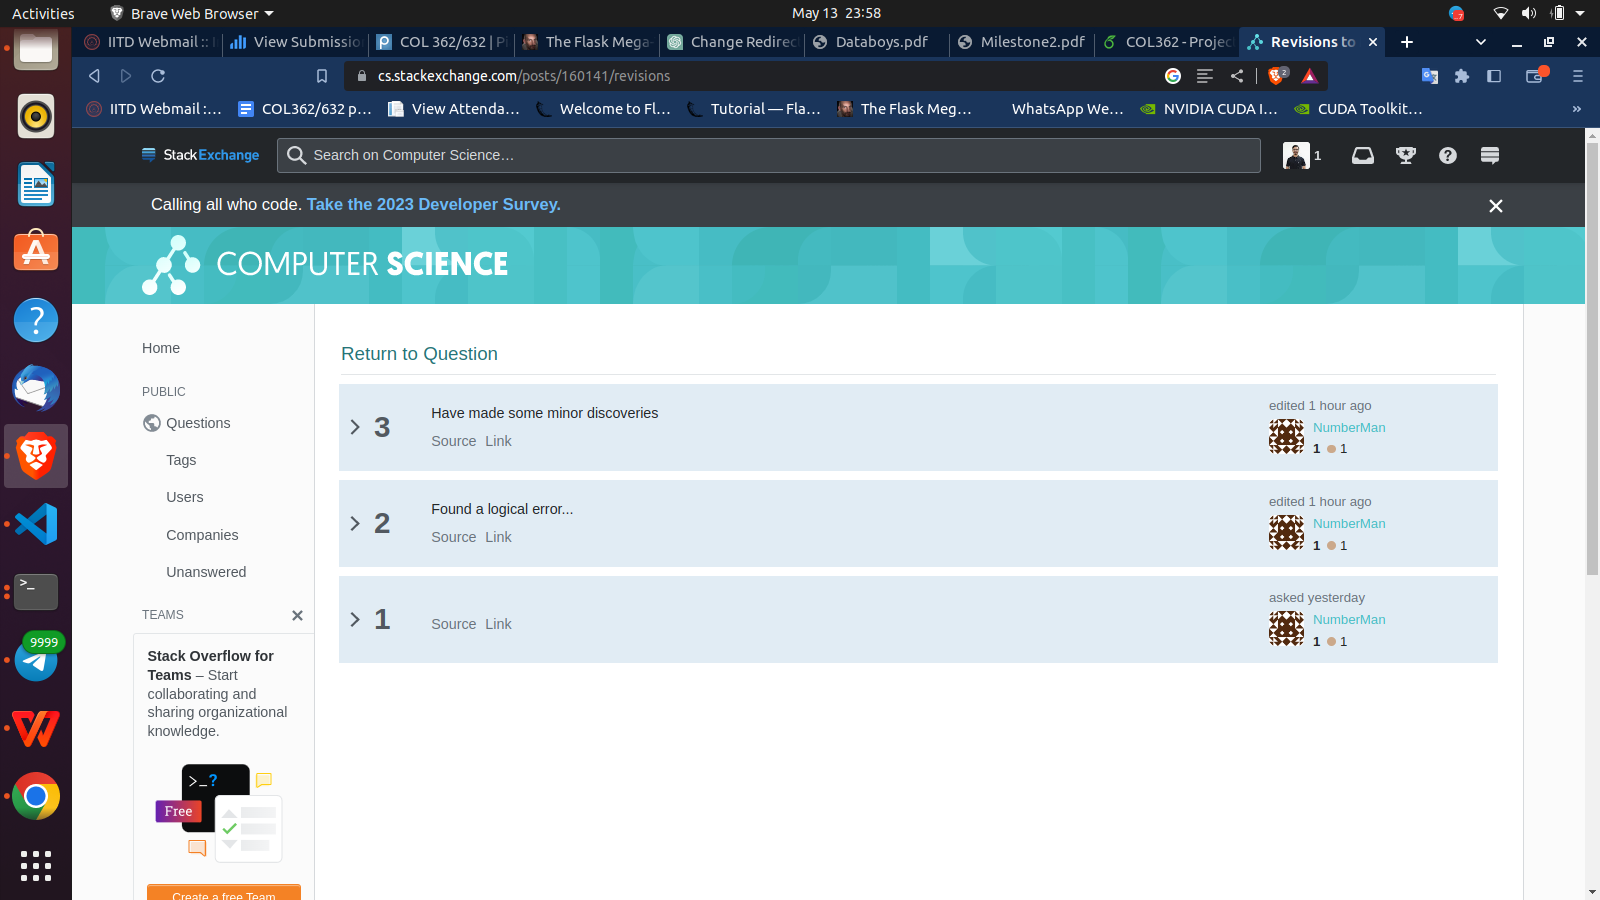 Activities Brave Web Browser May 13 23:58
IITD Webmail :: View Submissio COL 362/632 | Pi The Flask Mega- Change Redirec Databoys.pdf Milestone2.pdf COL362 - Projec Revisions to
cs.stackexchange.com/posts/160141/revisions 2
IITD Webmail :... COL362/632 p... View Attenda... Welcome to Fl... Tutorial — Fla... The Flask Meg... WhatsApp We... NVIDIA CUDA I... CUDA Toolkit... »
StackExchange Search on Computer Science… 1
Calling all who code. Take the 2023 Developer Survey.
COMPUTER SCIENCE
Home
PUBLIC
Questions
Tags
Users
Companies
Unanswered
TEAMS
Stack Overflow for
Teams – Start
collaborating and
sharing organizational
knowledge.
>_?
Free
Create a free Team
Return to Question
3 Have made some minor discoveries
Source Link
edited 1 hour ago
NumberMan
1 1
2 Found a logical error...
Source Link
edited 1 hour ago
NumberMan
1 1
1 Source Link
asked yesterday
NumberMan
1 1
>_
9999